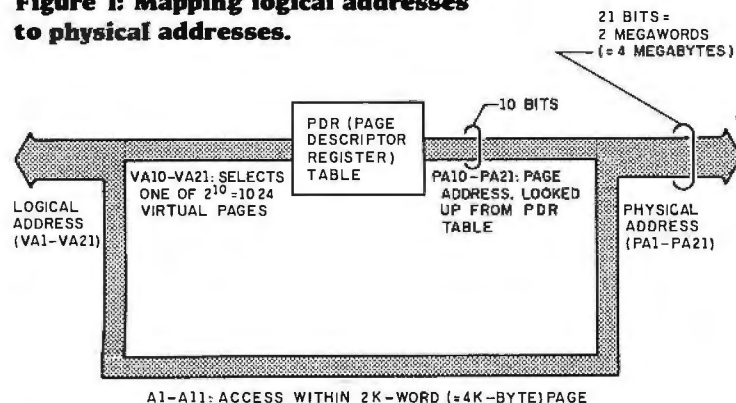 Figure 1: Mapping logical addresses
to physical addresses.
21 BITS=
2 MEGAWORDS
(=4 MEGABYTES)
10 BITS
PDR (PAGE
DESCRIPTOR
REGISTER)
TABLE
VA10-VA21: SELECTS
ONE OF 2¹⁰=1024
VIRTUAL PAGES
PA10-PA21: PAGE
ADDRESS, LOOKED
UP FROM PDR
TABLE
LOGICAL
ADDRESS
(VA1-VA21)
PHYSICAL
ADDRESS
(PA1-PA21)
A1-A11: ACCESS WITHIN 2K-WORD (=4K-BYTE) PAGE